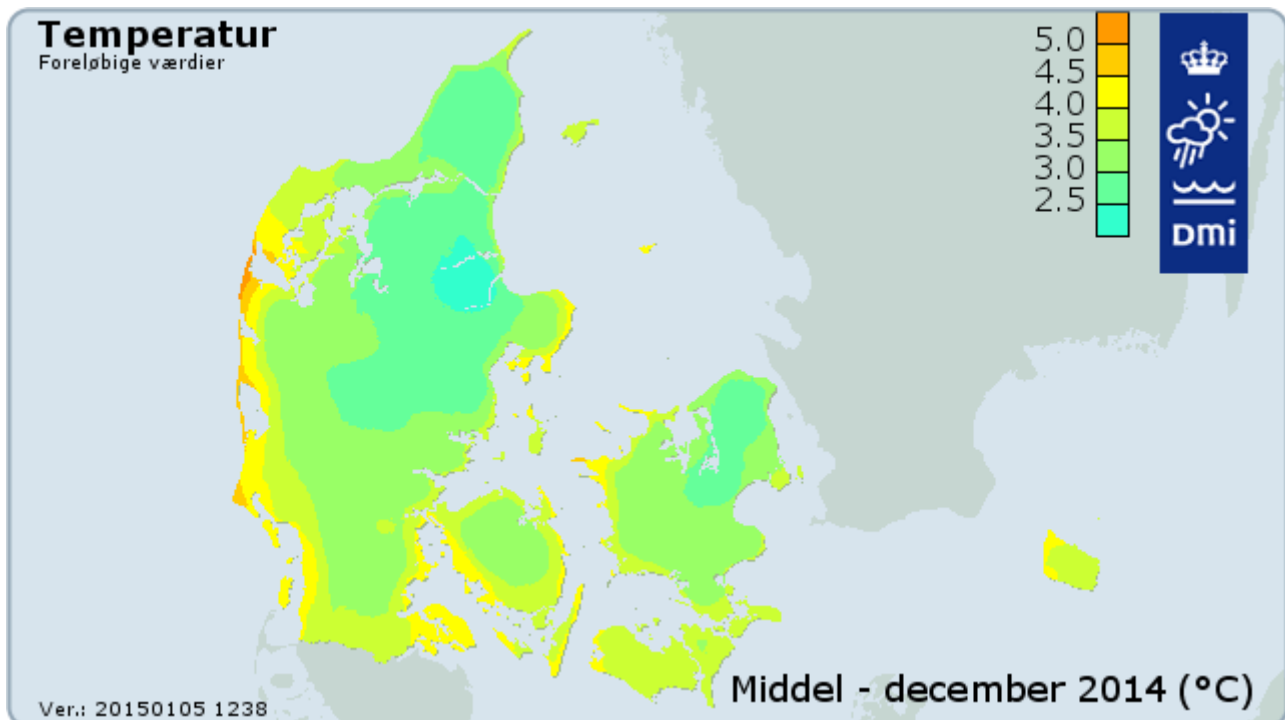 Temperatur
Foreløbige værdier
5.0
4.5
4.0
3.5
3.0
2.5
DMi
Middel - december 2014 (°C)
Ver.: 20150105 1238